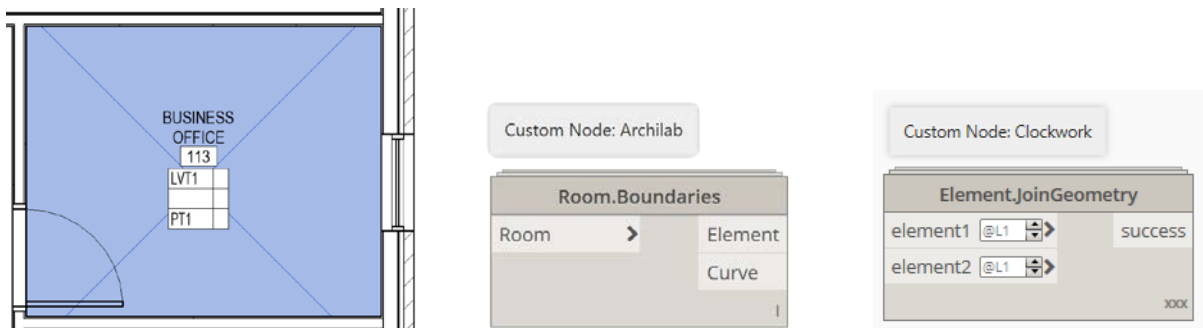 BUSINESS
OFFICE
113
LVT1
PT1
Custom Node: Archilab
Room.Boundaries
Room > Element
Curve
l
Custom Node: Clockwork
Element.JoinGeometry
element1 @L1 > success
element2 @L1 >
xxx